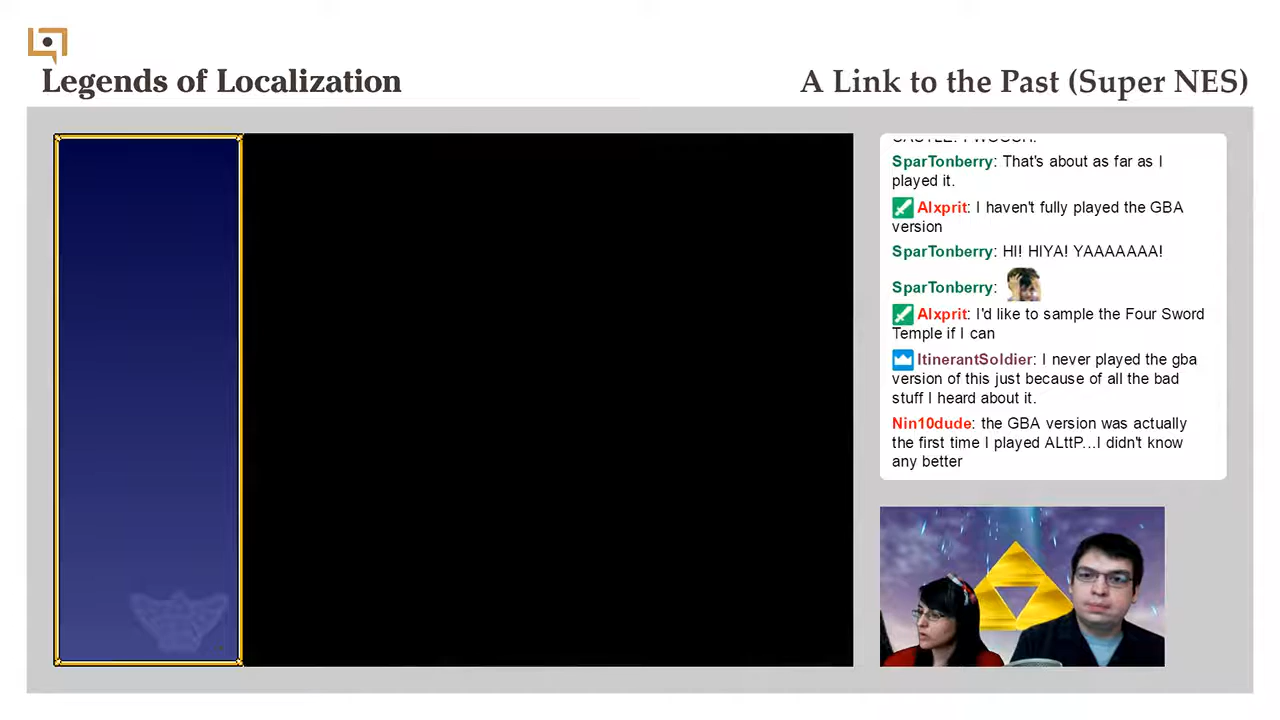 Legends of Localization
A Link to the Past (Super NES)
SparTonberry: That's about as far as I
played it.
Alxprit: I haven't fully played the GBA
version
SparTonberry: HI! HIYA! YAAAAAAA!
SparTonberry:
Alxprit: I'd like to sample the Four Sword
Temple if I can
ItinerantSoldier: I never played the gba
version of this just because of all the bad
stuff I heard about it.
Nin10dude: the GBA version was actually
the first time I played ALttP...I didn't know
any better